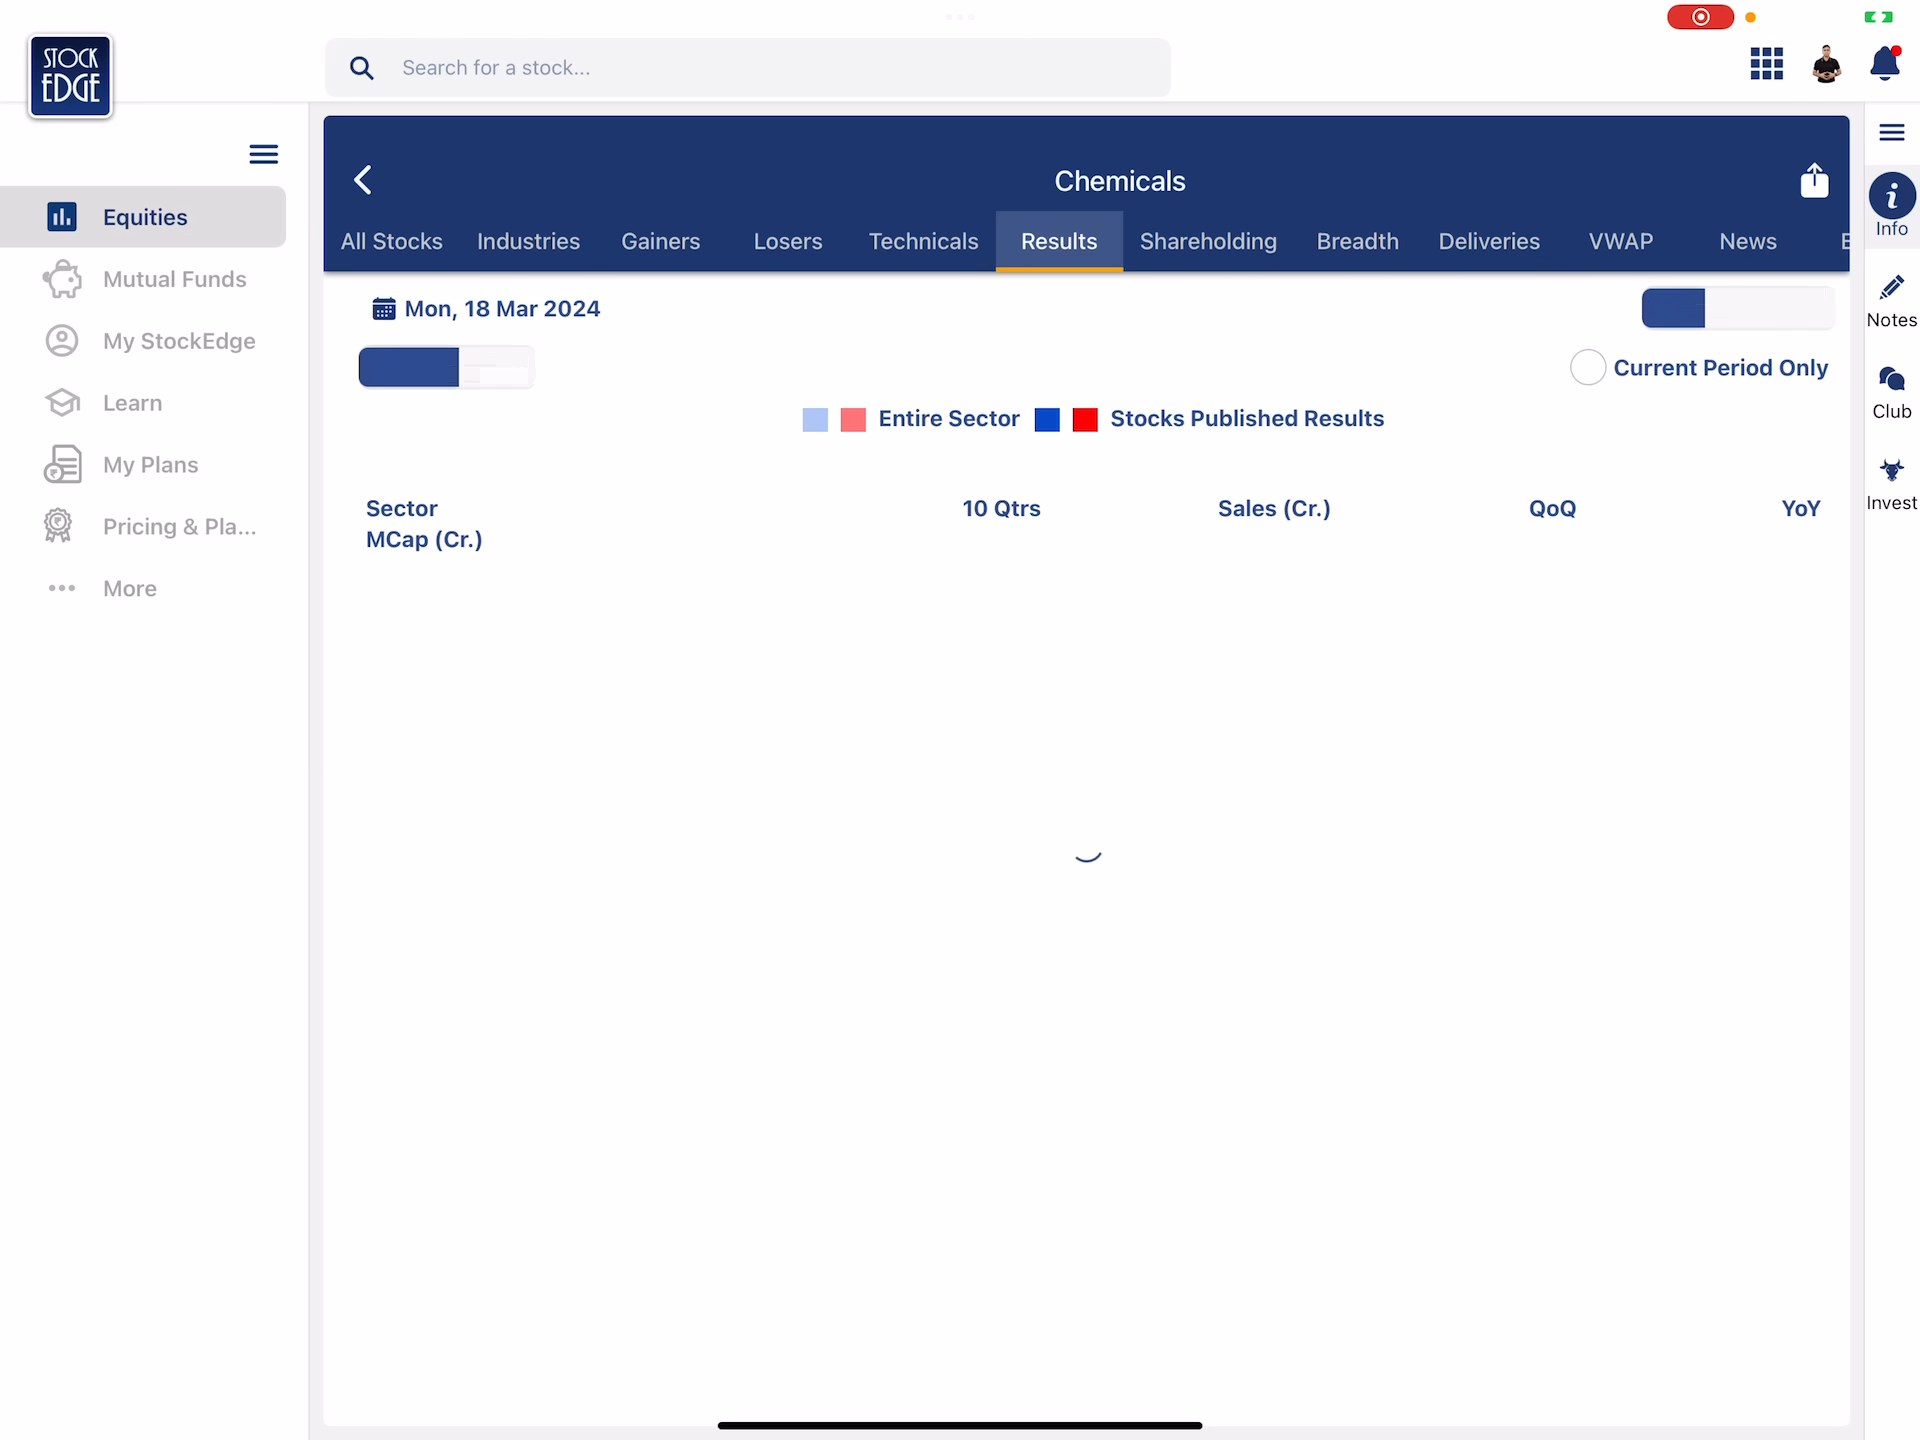 STOCK
EDGE
Search for a stock...
Equities
Mutual Funds
My StockEdge
Learn
My Plans
Pricing & Pla...
More
Chemicals
All Stocks Industries Gainers Losers Technicals Results Shareholding Breadth Deliveries VWAP News E
Mon, 18 Mar 2024
Current Period Only
Entire Sector Stocks Published Results
Sector 10 Qtrs Sales (Cr.) QoQ YoY
MCap (Cr.)
Info
Notes
Club
Invest